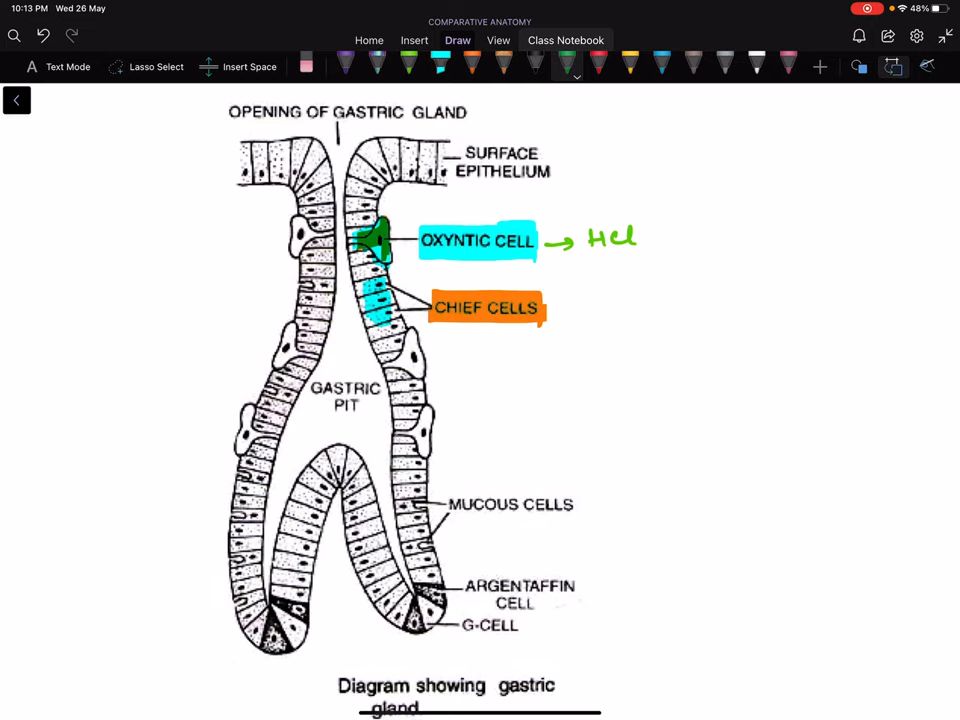 10:13 PM Wed 26 May
48%
COMPARATIVE ANATOMY
Home Insert Draw View Class Notebook
Text Mode Lasso Select Insert Space
OPENING OF GASTRIC GLAND
SURFACE
EPITHELIUM
OXYNTIC CELL → HCl
CHIEF CELLS
GASTRIC
PIT
MUCOUS CELLS
ARGENTAFFIN
CELL
G-CELL
Diagram showing gastric
gland